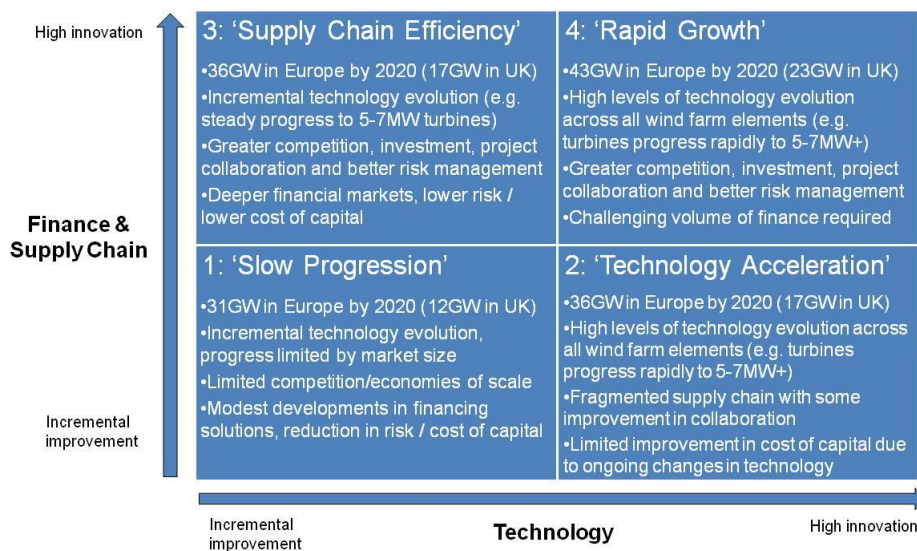 High innovation
3: ‘Supply Chain Efficiency’
•36GW in Europe by 2020 (17GW in UK)
•Incremental technology evolution (e.g.
steady progress to 5-7MW turbines)
•Greater competition, investment, project
collaboration and better risk management
•Deeper financial markets, lower risk /
lower cost of capital
4: ‘Rapid Growth’
•43GW in Europe by 2020 (23GW in UK)
•High levels of technology evolution
across all wind farm elements (e.g.
turbines progress rapidly to 5-7MW+)
•Greater competition, investment, project
collaboration and better risk management
•Challenging volume of finance required
Finance &
Supply Chain
1: ‘Slow Progression’
•31GW in Europe by 2020 (12GW in UK)
•Incremental technology evolution,
progress limited by market size
•Limited competition/economies of scale
•Modest developments in financing
solutions, reduction in risk / cost of capital
2: ‘Technology Acceleration’
•36GW in Europe by 2020 (17GW in UK)
•High levels of technology evolution across
all wind farm elements (e.g. turbines
progress rapidly to 5-7MW+)
•Fragmented supply chain with some
improvement in collaboration
•Limited improvement in cost of capital due
to ongoing changes in technology
Incremental
improvement
Incremental
improvement
Technology
High innovation